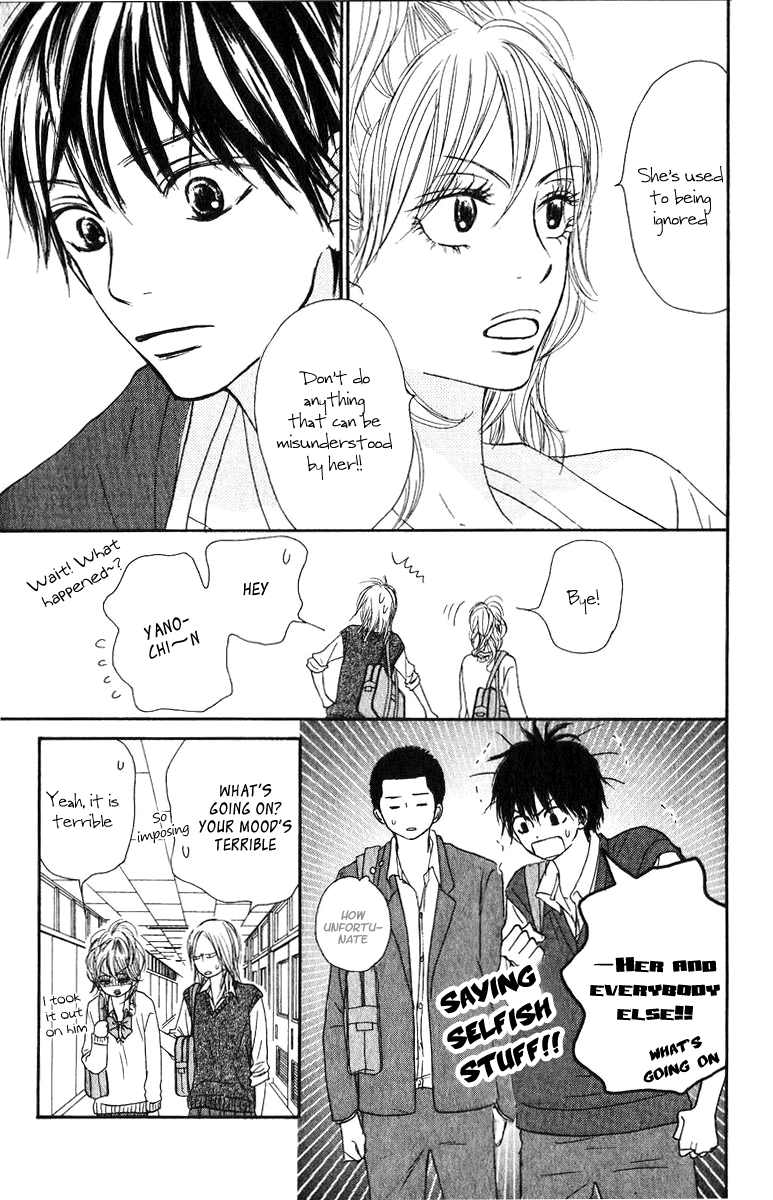 She's used
to being
ignored
Don't do
anything
that can be
misunderstood
by her!!
Bye!
HEY
YANO-
CHI~N
Wait! What
happened~?
—HER AND
EVERYBODY
ELSE!!
WHAT'S
GOING ON
SAYING
SELFISH
STUFF!!
HOW
UNFORTU-
NATE
WHAT'S
GOING ON?
YOUR MOOD'S
TERRIBLE
So
imposing
Yeah, it is
terrible
I took
it out
on him